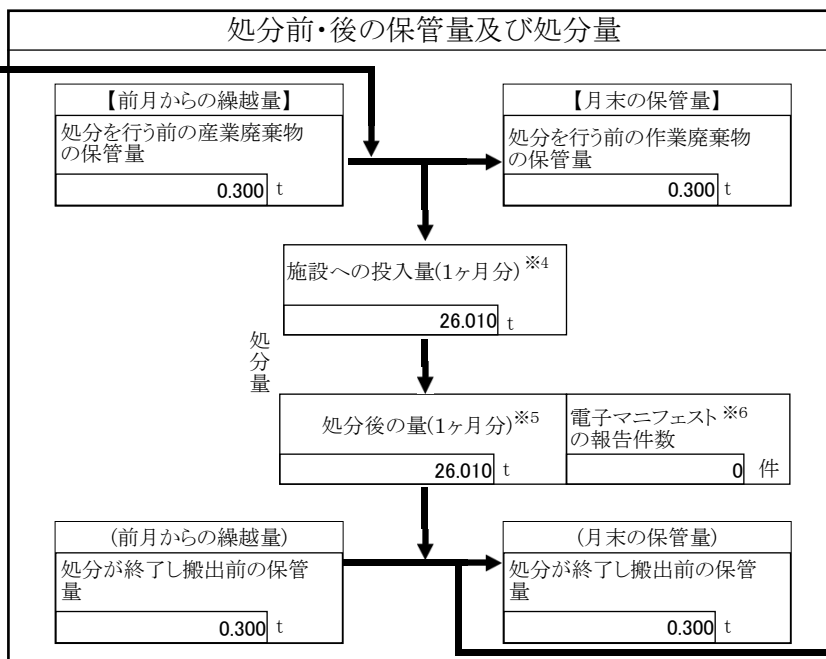 処分前・後の保管量及び処分量
【前月からの繰越量】
処分を行う前の産業廃棄物
の保管量
0.300 t
【月末の保管量】
処分を行う前の作業廃棄物
の保管量
0.300 t
施設への投入量(1ヶ月分)※4
26.010 t
処分量
処分後の量(1ヶ月分)※5
26.010 t
電子マニフェスト※6
の報告件数
0 件
(前月からの繰越量)
処分が終了し搬出前の保管
量
0.300 t
(月末の保管量)
処分が終了し搬出前の保管
量
0.300 t